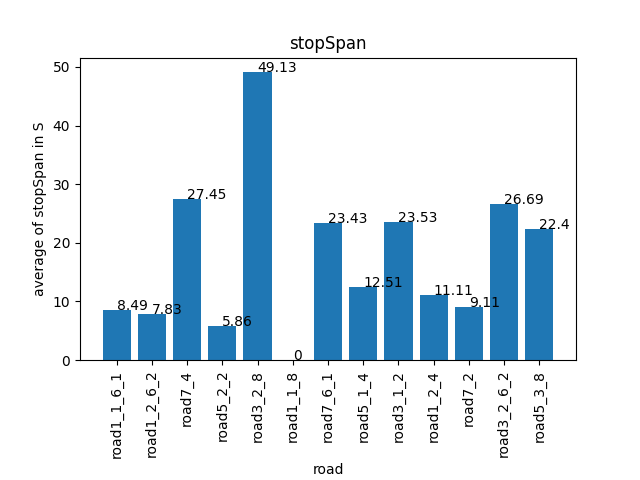 stopSpan
average of stopSpan in S
50
40
30
20
10
0
8.49
7.83
27.45
5.86
49.13
0
23.43
12.51
23.53
11.11
9.11
26.69
22.4
road1_1_6_1
road1_2_6_2
road7_4
road5_2_2
road3_2_8
road1_1_8
road7_6_1
road5_1_4
road3_1_2
road1_2_4
road7_2
road3_2_6_2
road5_3_8
road